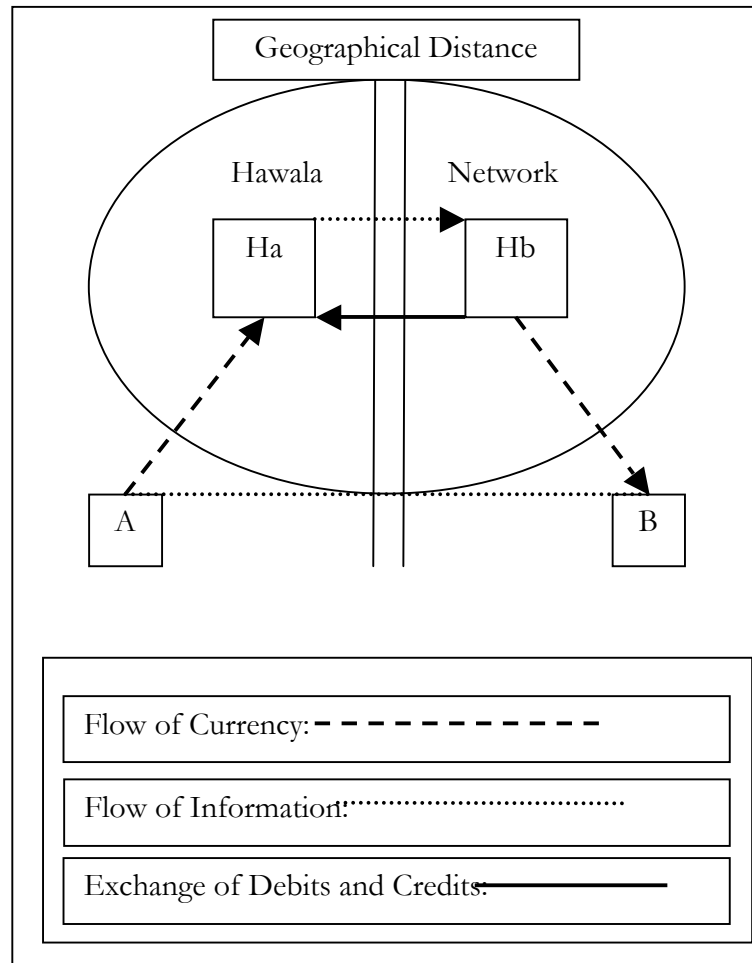 Geographical Distance
Hawala Network
Ha Hb
A B
Flow of Currency:
Flow of Information:
Exchange of Debits and Credits: